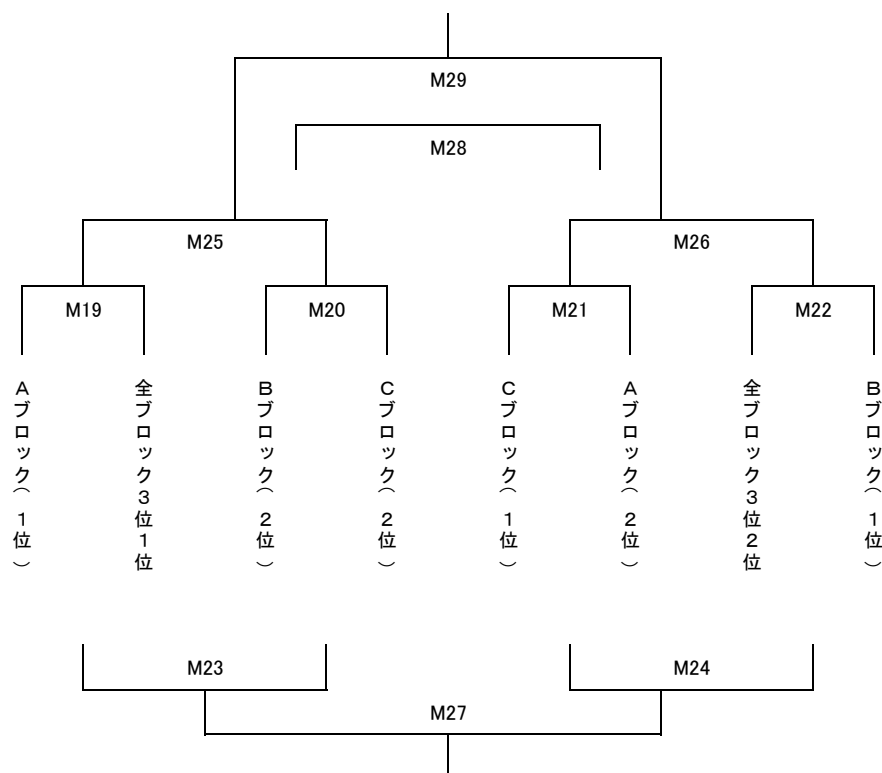 M29
M28
M25
M26
M19
M20
M21
M22
Aブロック(1位)
全ブロック3位1位
Bブロック(2位)
Cブロック(2位)
Cブロック(1位)
Aブロック(2位)
全ブロック3位2位
Bブロック(1位)
M23
M24
M27